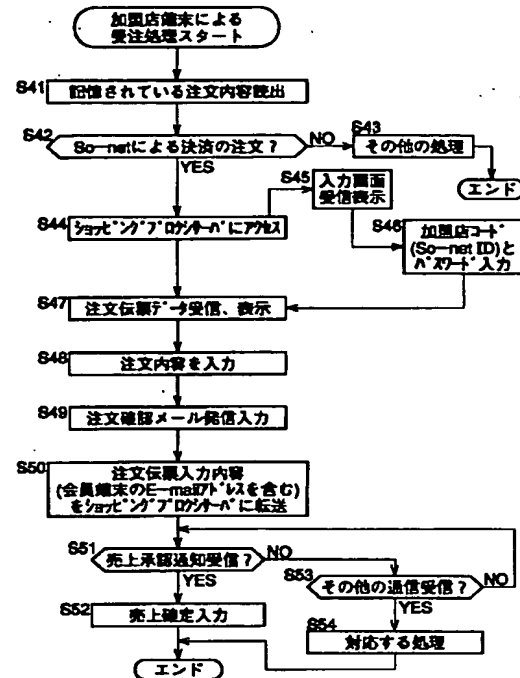 加盟店端末による
受注処理スタート
S41
記憶されている注文内容読出
S42
So-netによる決済の注文?
NO
S43
その他の処理
エンド
YES
S44
ショッピングプロクシサーバにアクセス
S45
入力画面
受信表示
S46
加盟店コード
(So-net ID)と
パスワード入力
S47
注文伝票データ受信、表示
S48
注文内容を入力
S49
注文確認メール発信入力
S50
注文伝票入力内容
(会員端末のE-mailアドレスを含む)
をショッピングプロクシサーバに転送
S51
売上承認通知受信?
NO
YES
S52
売上確定入力
S53
その他の通信受信?
NO
YES
S54
対応する処理
エンド